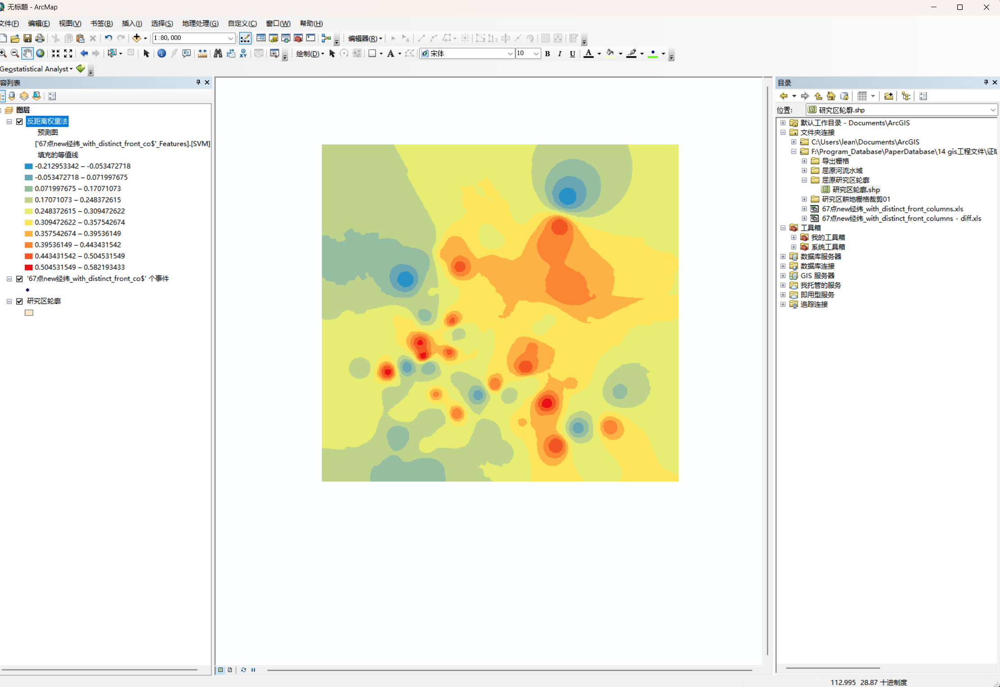 无标题 - ArcMap
文件(F) 编辑(E) 视图(V) 书签(B) 插入(I) 选择(S) 地理处理(G) 自定义(C) 窗口(W) 帮助(H)
1:80,000 编辑器(R)
绘制(D) A 宋体 10 B I U A
Geostatistical Analyst
容列表
图层
反距离权重法
预测图
['67点new经纬_with_distinct_front_co$'_Features].[SVM]
填充的等值线
-0.212953342 – -0.053472718
-0.053472718 – 0.071997675
0.071997675 – 0.17071073
0.17071073 – 0.248372615
0.248372615 – 0.309472622
0.309472622 – 0.357542674
0.357542674 – 0.39536149
0.39536149 – 0.443431542
0.443431542 – 0.504531549
0.504531549 – 0.582193433
'67点new经纬_with_distinct_front_co$' 个事件
研究区轮廓
目录
位置: 研究区轮廓.shp
默认工作目录 - Documents\ArcGIS
文件夹连接
C:\Users\lean\Documents\ArcGIS
F:\Program_Database\PaperDatabase\14 gis工程文件\证明
导出栅格
屈原河流水域
屈原研究区轮廓
研究区轮廓.shp
研究区耕地栅格裁剪01
67点new经纬_with_distinct_front_columns.xls
67点new经纬_with_distinct_front_columns - diff.xls
工具箱
我的工具箱
系统工具箱
数据库服务器
数据库连接
GIS 服务器
我托管的服务
即用型服务
追踪连接
112.995 28.87 十进制度